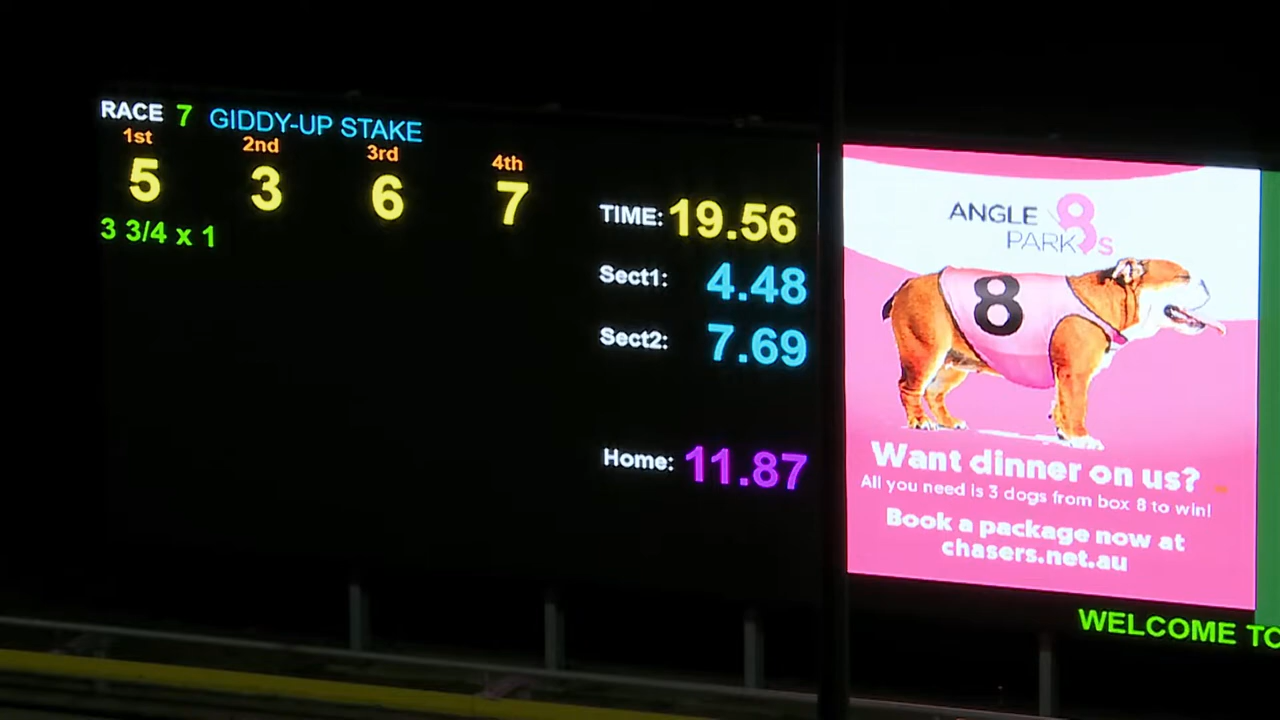 RACE 7 GIDDY-UP STAKE
1st 2nd 3rd 4th
5 3 6 7
3 3/4 x 1
TIME: 19.56
Sect1: 4.48
Sect2: 7.69
Home: 11.87
ANGLE 8s
PARK
8
Want dinner on us?
All you need is 3 dogs from box 8 to win!
Book a package now at
chasers.net.au
WELCOME TO